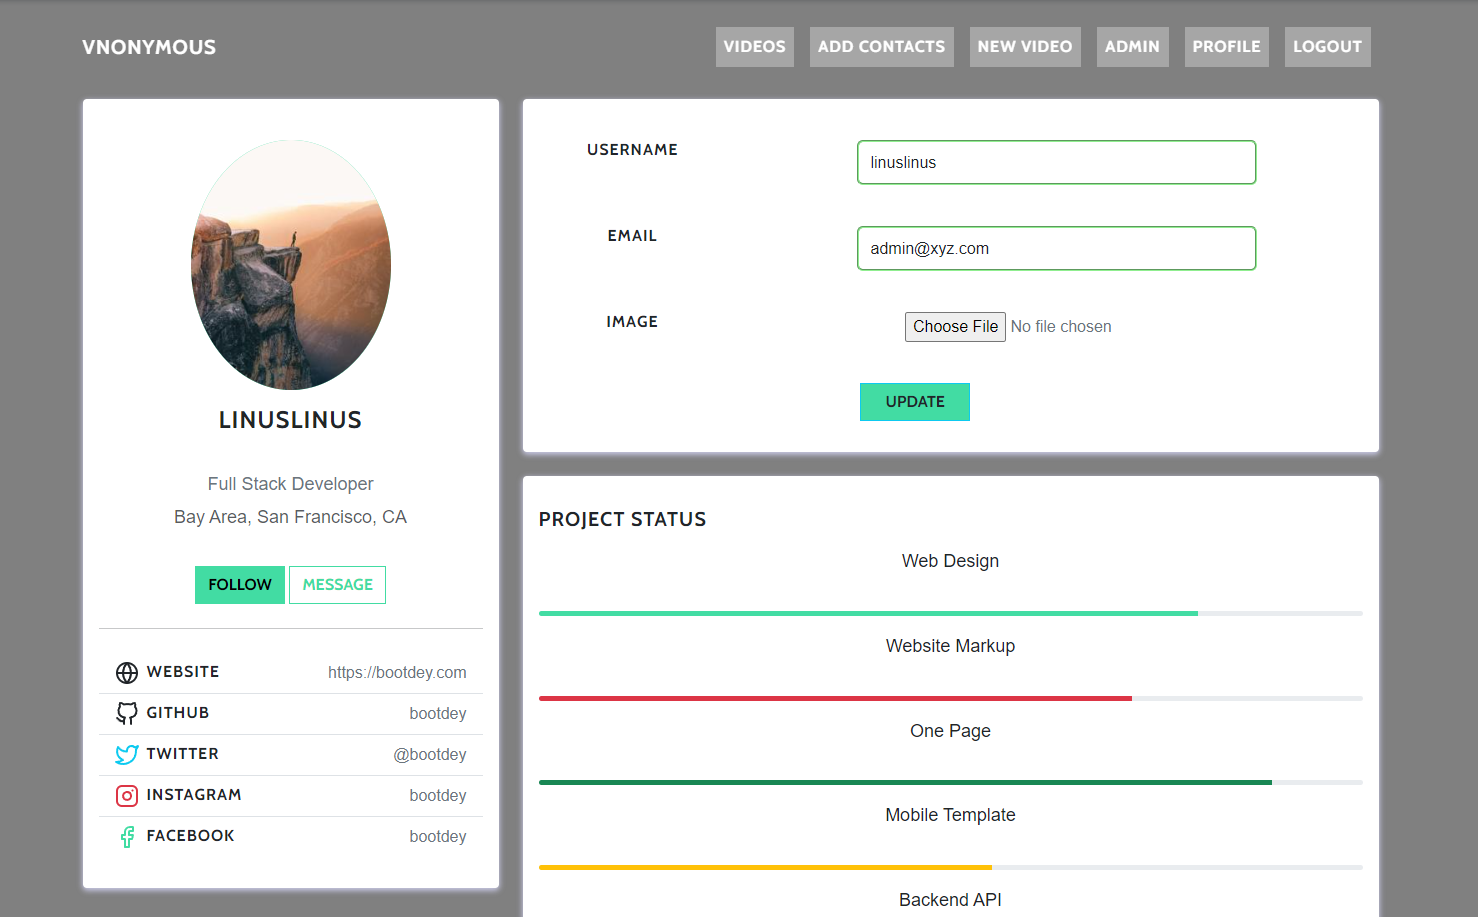 VNONYMOUS
VIDEOS
ADD CONTACTS
NEW VIDEO
ADMIN
PROFILE
LOGOUT
LINUSLINUS
Full Stack Developer
Bay Area, San Francisco, CA
FOLLOW
MESSAGE
WEBSITE https://bootdey.com
GITHUB bootdey
TWITTER @bootdey
INSTAGRAM bootdey
FACEBOOK bootdey
USERNAME linuslinus
EMAIL admin@xyz.com
IMAGE Choose File No file chosen
UPDATE
PROJECT STATUS
Web Design
Website Markup
One Page
Mobile Template
Backend API